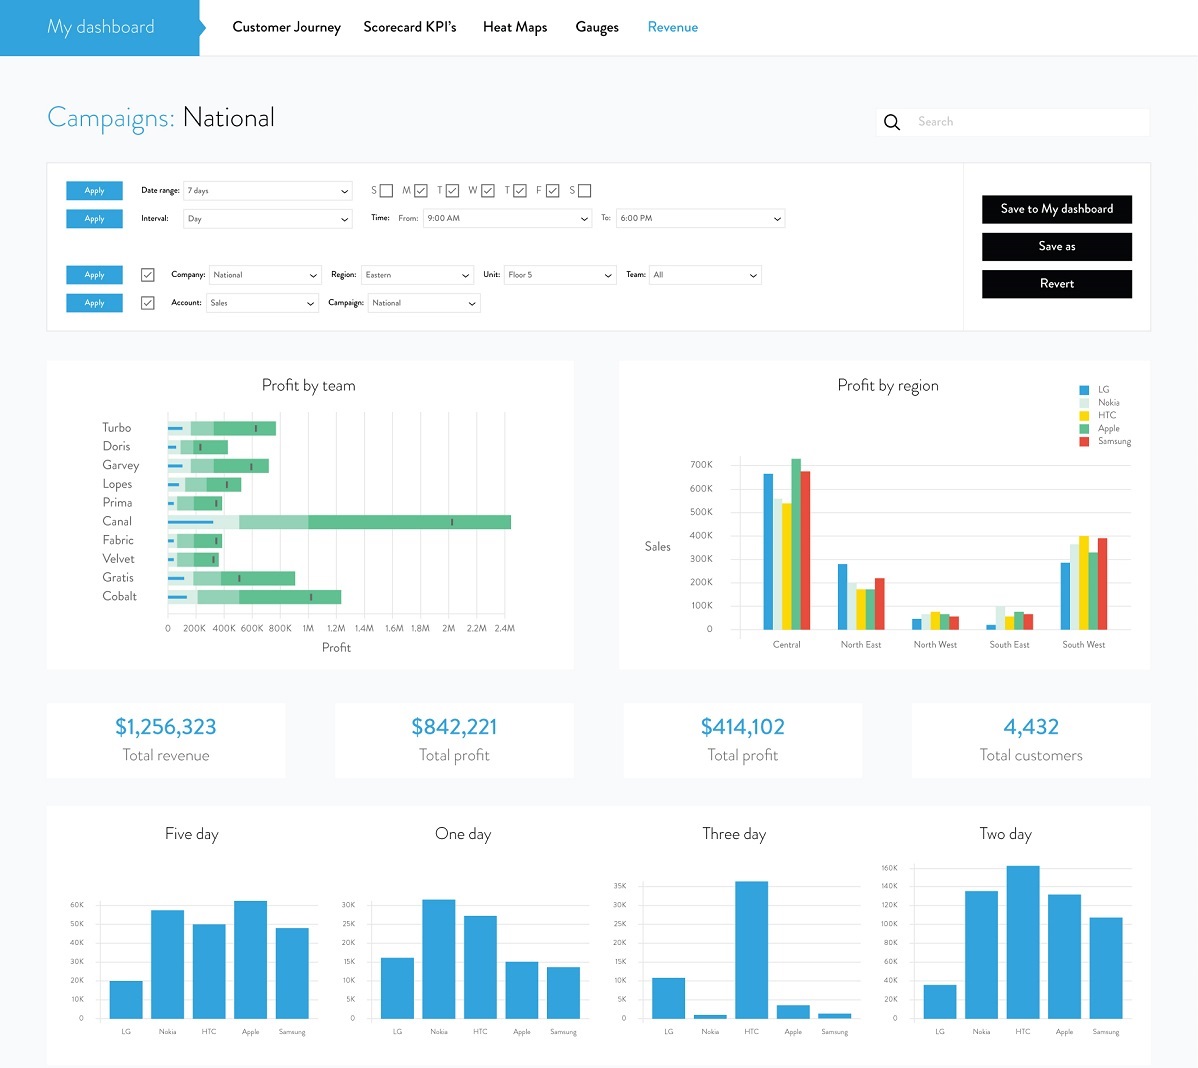 My dashboard Customer Journey Scorecard KPI's Heat Maps Gauges Revenue
Campaigns: National
Search
Apply Date range: 7 days S M T W T F S
Apply Interval: Day Time: From: 9:00 AM To: 6:00 PM
Apply Company: National Region: Eastern Unit: Floor 5 Team: All
Apply Account: Sales Campaign: National
Save to My dashboard
Save as
Revert
Profit by team
Turbo
Doris
Garvey
Lopes
Prima
Canal
Fabric
Velvet
Gratis
Cobalt
0 200K 400K 600K 800K 1M 1.2M 1.4M 1.6M 1.8M 2M 2.2M 2.4M
Profit
Profit by region
LG
Nokia
HTC
Apple
Samsung
700K
600K
500K
400K
300K
200K
100K
0
Sales
Central North East North West South East South West
$1,256,323
Total revenue
$842,221
Total profit
$414,102
Total profit
4,432
Total customers
Five day
60K
50K
40K
30K
20K
10K
0
LG Nokia HTC Apple Samsung
One day
30K
25K
20K
15K
10K
5K
0
LG Nokia HTC Apple Samsung
Three day
35K
30K
25K
20K
15K
10K
5K
0
LG Nokia HTC Apple Samsung
Two day
160K
140K
120K
100K
80K
60K
40K
20K
0
LG Nokia HTC Apple Samsung